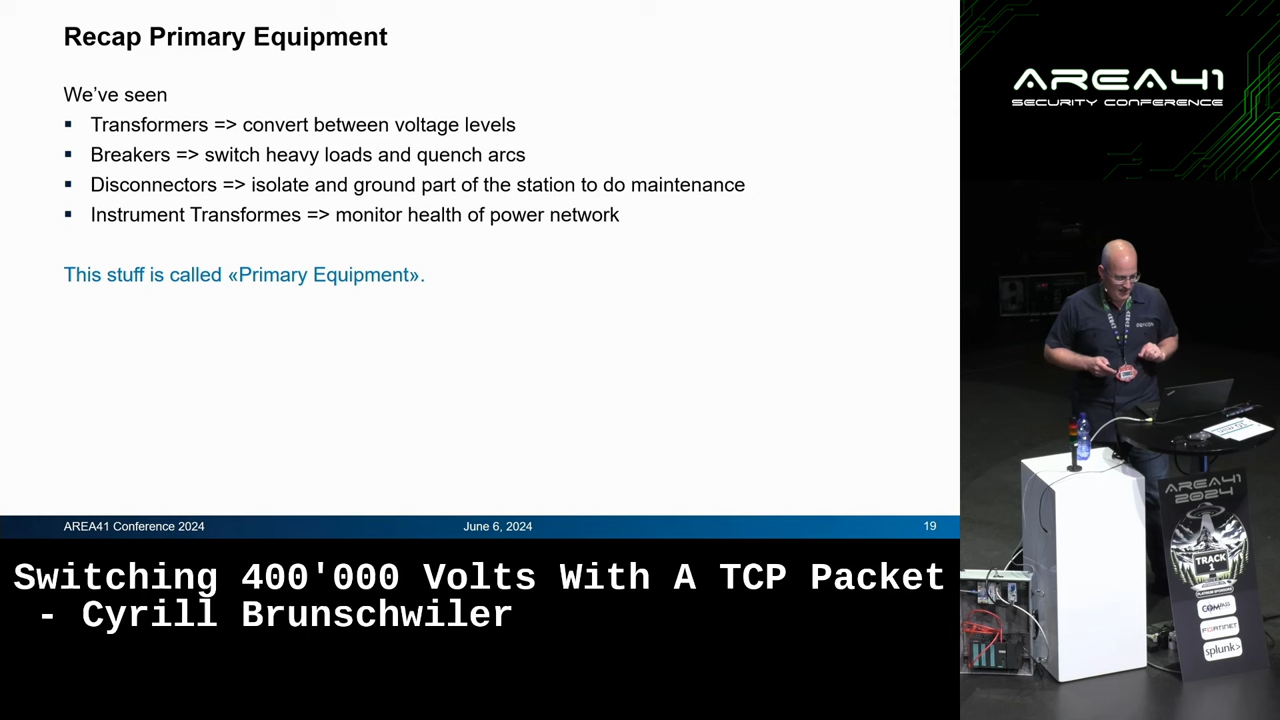 Recap Primary Equipment
We've seen
Transformers => convert between voltage levels
Breakers => switch heavy loads and quench arcs
Disconnectors => isolate and ground part of the station to do maintenance
Instrument Transformes => monitor health of power network
This stuff is called «Primary Equipment».
AREA41 Conference 2024
June 6, 2024
19
Switching 400'000 Volts With A TCP Packet
- Cyrill Brunschwiler
AREA41
SECURITY CONFERENCE
AREA41
2024
TRACK
1
PLATINUM SPONSORS
COMPASS
FORTINET
splunk>